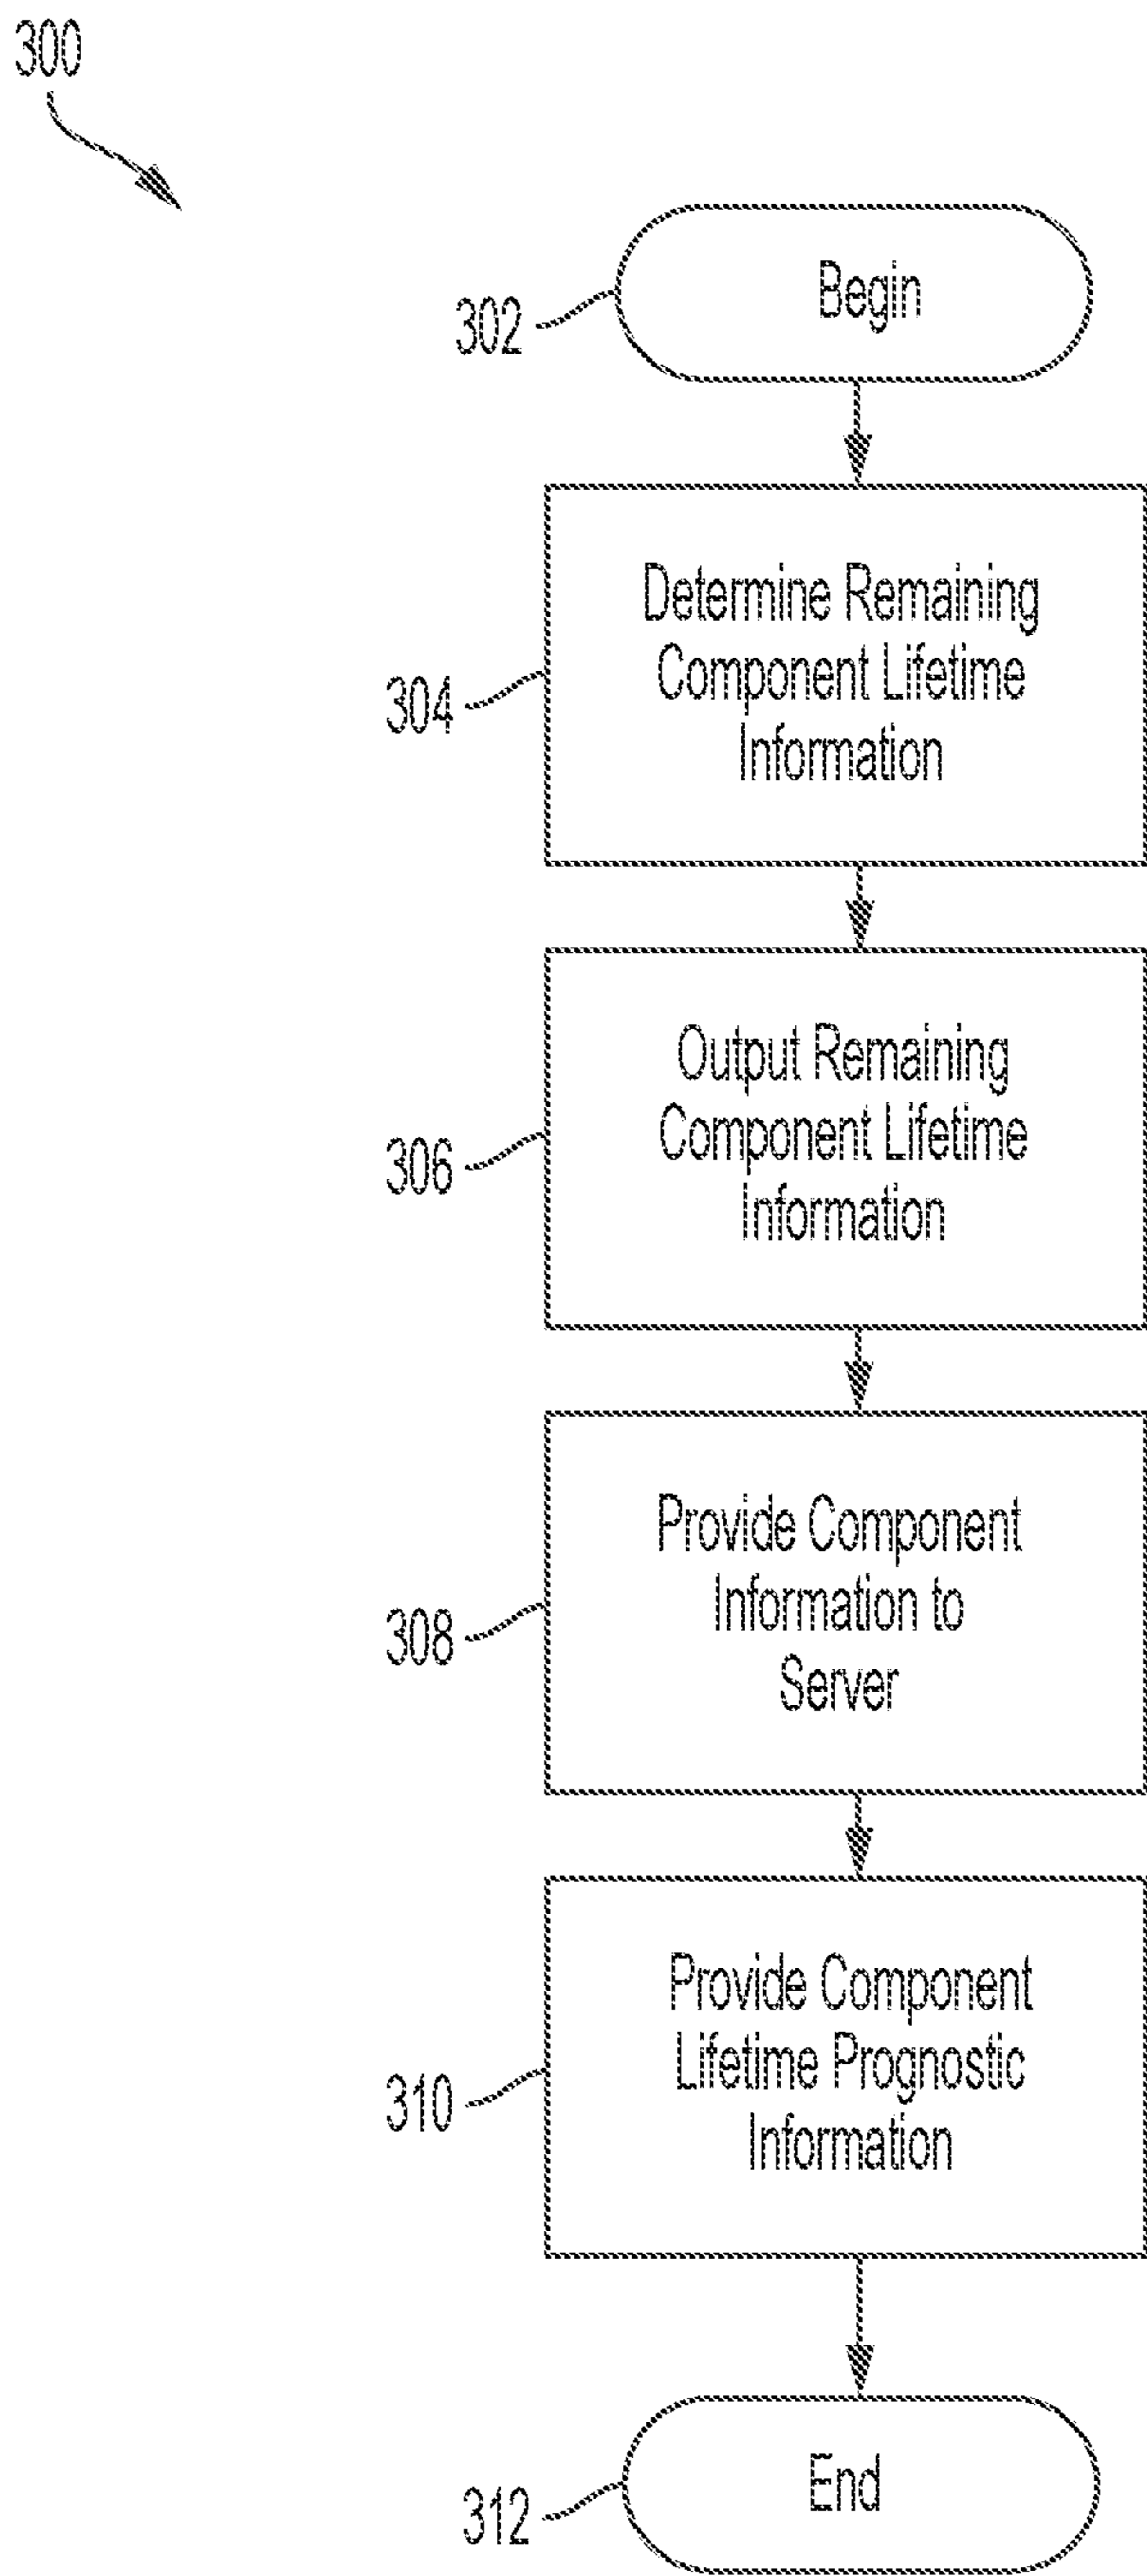 300
302
Begin
304
Determine Remaining
Component Lifetime
Information
306
Output Remaining
Component Lifetime
Information
308
Provide Component
Information to
Server
310
Provide Component
Lifetime Prognostic
Information
312
End